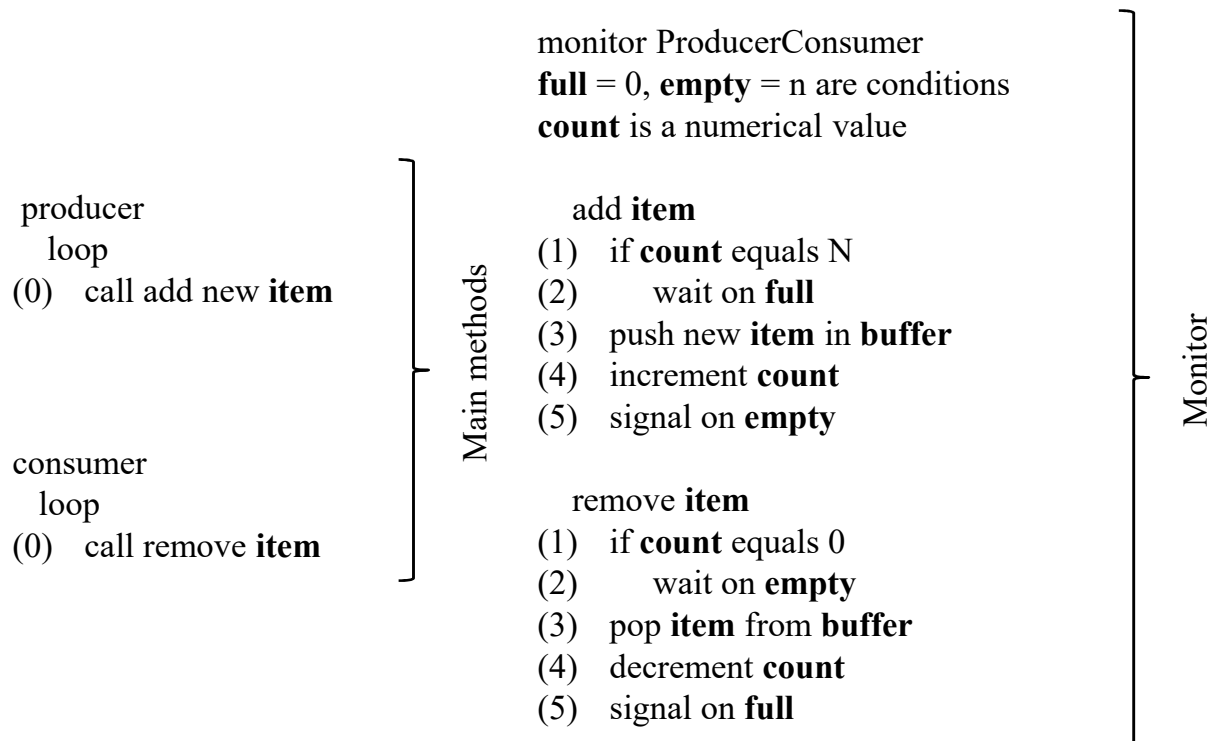 producer
loop
(0) call add new item
consumer
loop
(0) call remove item
Main methods
monitor ProducerConsumer
full = 0, empty = n are conditions
count is a numerical value
add item
(1) if count equals N
(2) wait on full
(3) push new item in buffer
(4) increment count
(5) signal on empty
remove item
(1) if count equals 0
(2) wait on empty
(3) pop item from buffer
(4) decrement count
(5) signal on full
Monitor